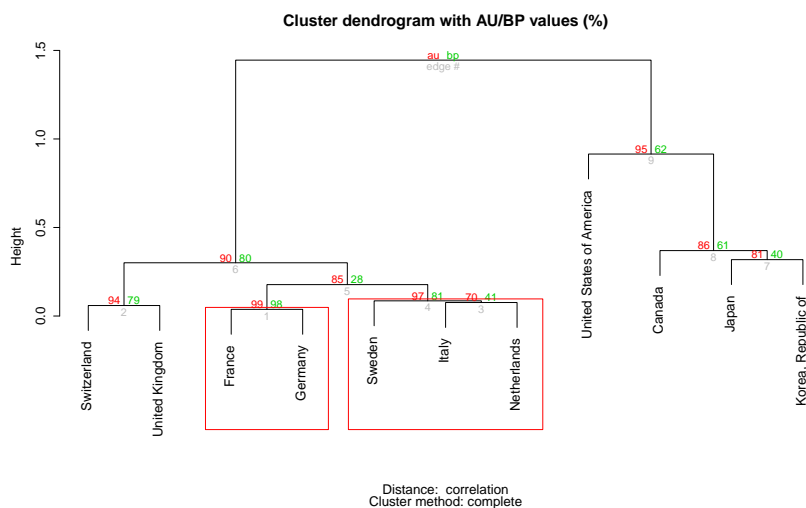 Cluster dendrogram with AU/BP values (%)
Height
1.5
1.0
0.5
0.0
au bp
edge #
95 62
9
90 80
6
86 61
8
81 40
7
85 28
5
94 79
2
99 98
1
97 81
4
70 41
3
Switzerland
United Kingdom
France
Germany
Sweden
Italy
Netherlands
United States of America
Canada
Japan
Korea, Republic of
Distance: correlation
Cluster method: complete